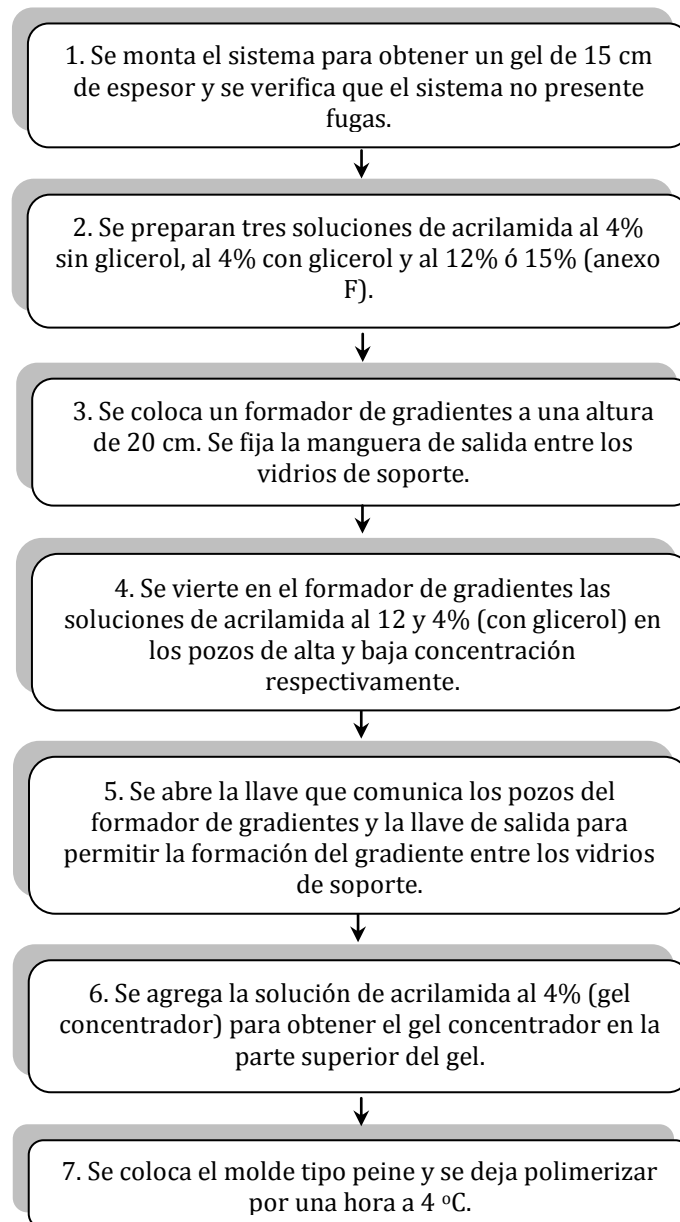 1. Se monta el sistema para obtener un gel de 15 cm
de espesor y se verifica que el sistema no presente
fugas.
2. Se preparan tres soluciones de acrilamida al 4%
sin glicerol, al 4% con glicerol y al 12% ó 15% (anexo
F).
3. Se coloca un formador de gradientes a una altura
de 20 cm. Se fija la manguera de salida entre los
vidrios de soporte.
4. Se vierte en el formador de gradientes las
soluciones de acrilamida al 12 y 4% (con glicerol) en
los pozos de alta y baja concentración
respectivamente.
5. Se abre la llave que comunica los pozos del
formador de gradientes y la llave de salida para
permitir la formación del gradiente entre los vidrios
de soporte.
6. Se agrega la solución de acrilamida al 4% (gel
concentrador) para obtener el gel concentrador en la
parte superior del gel.
7. Se coloca el molde tipo peine y se deja polimerizar
por una hora a 4 ºC.